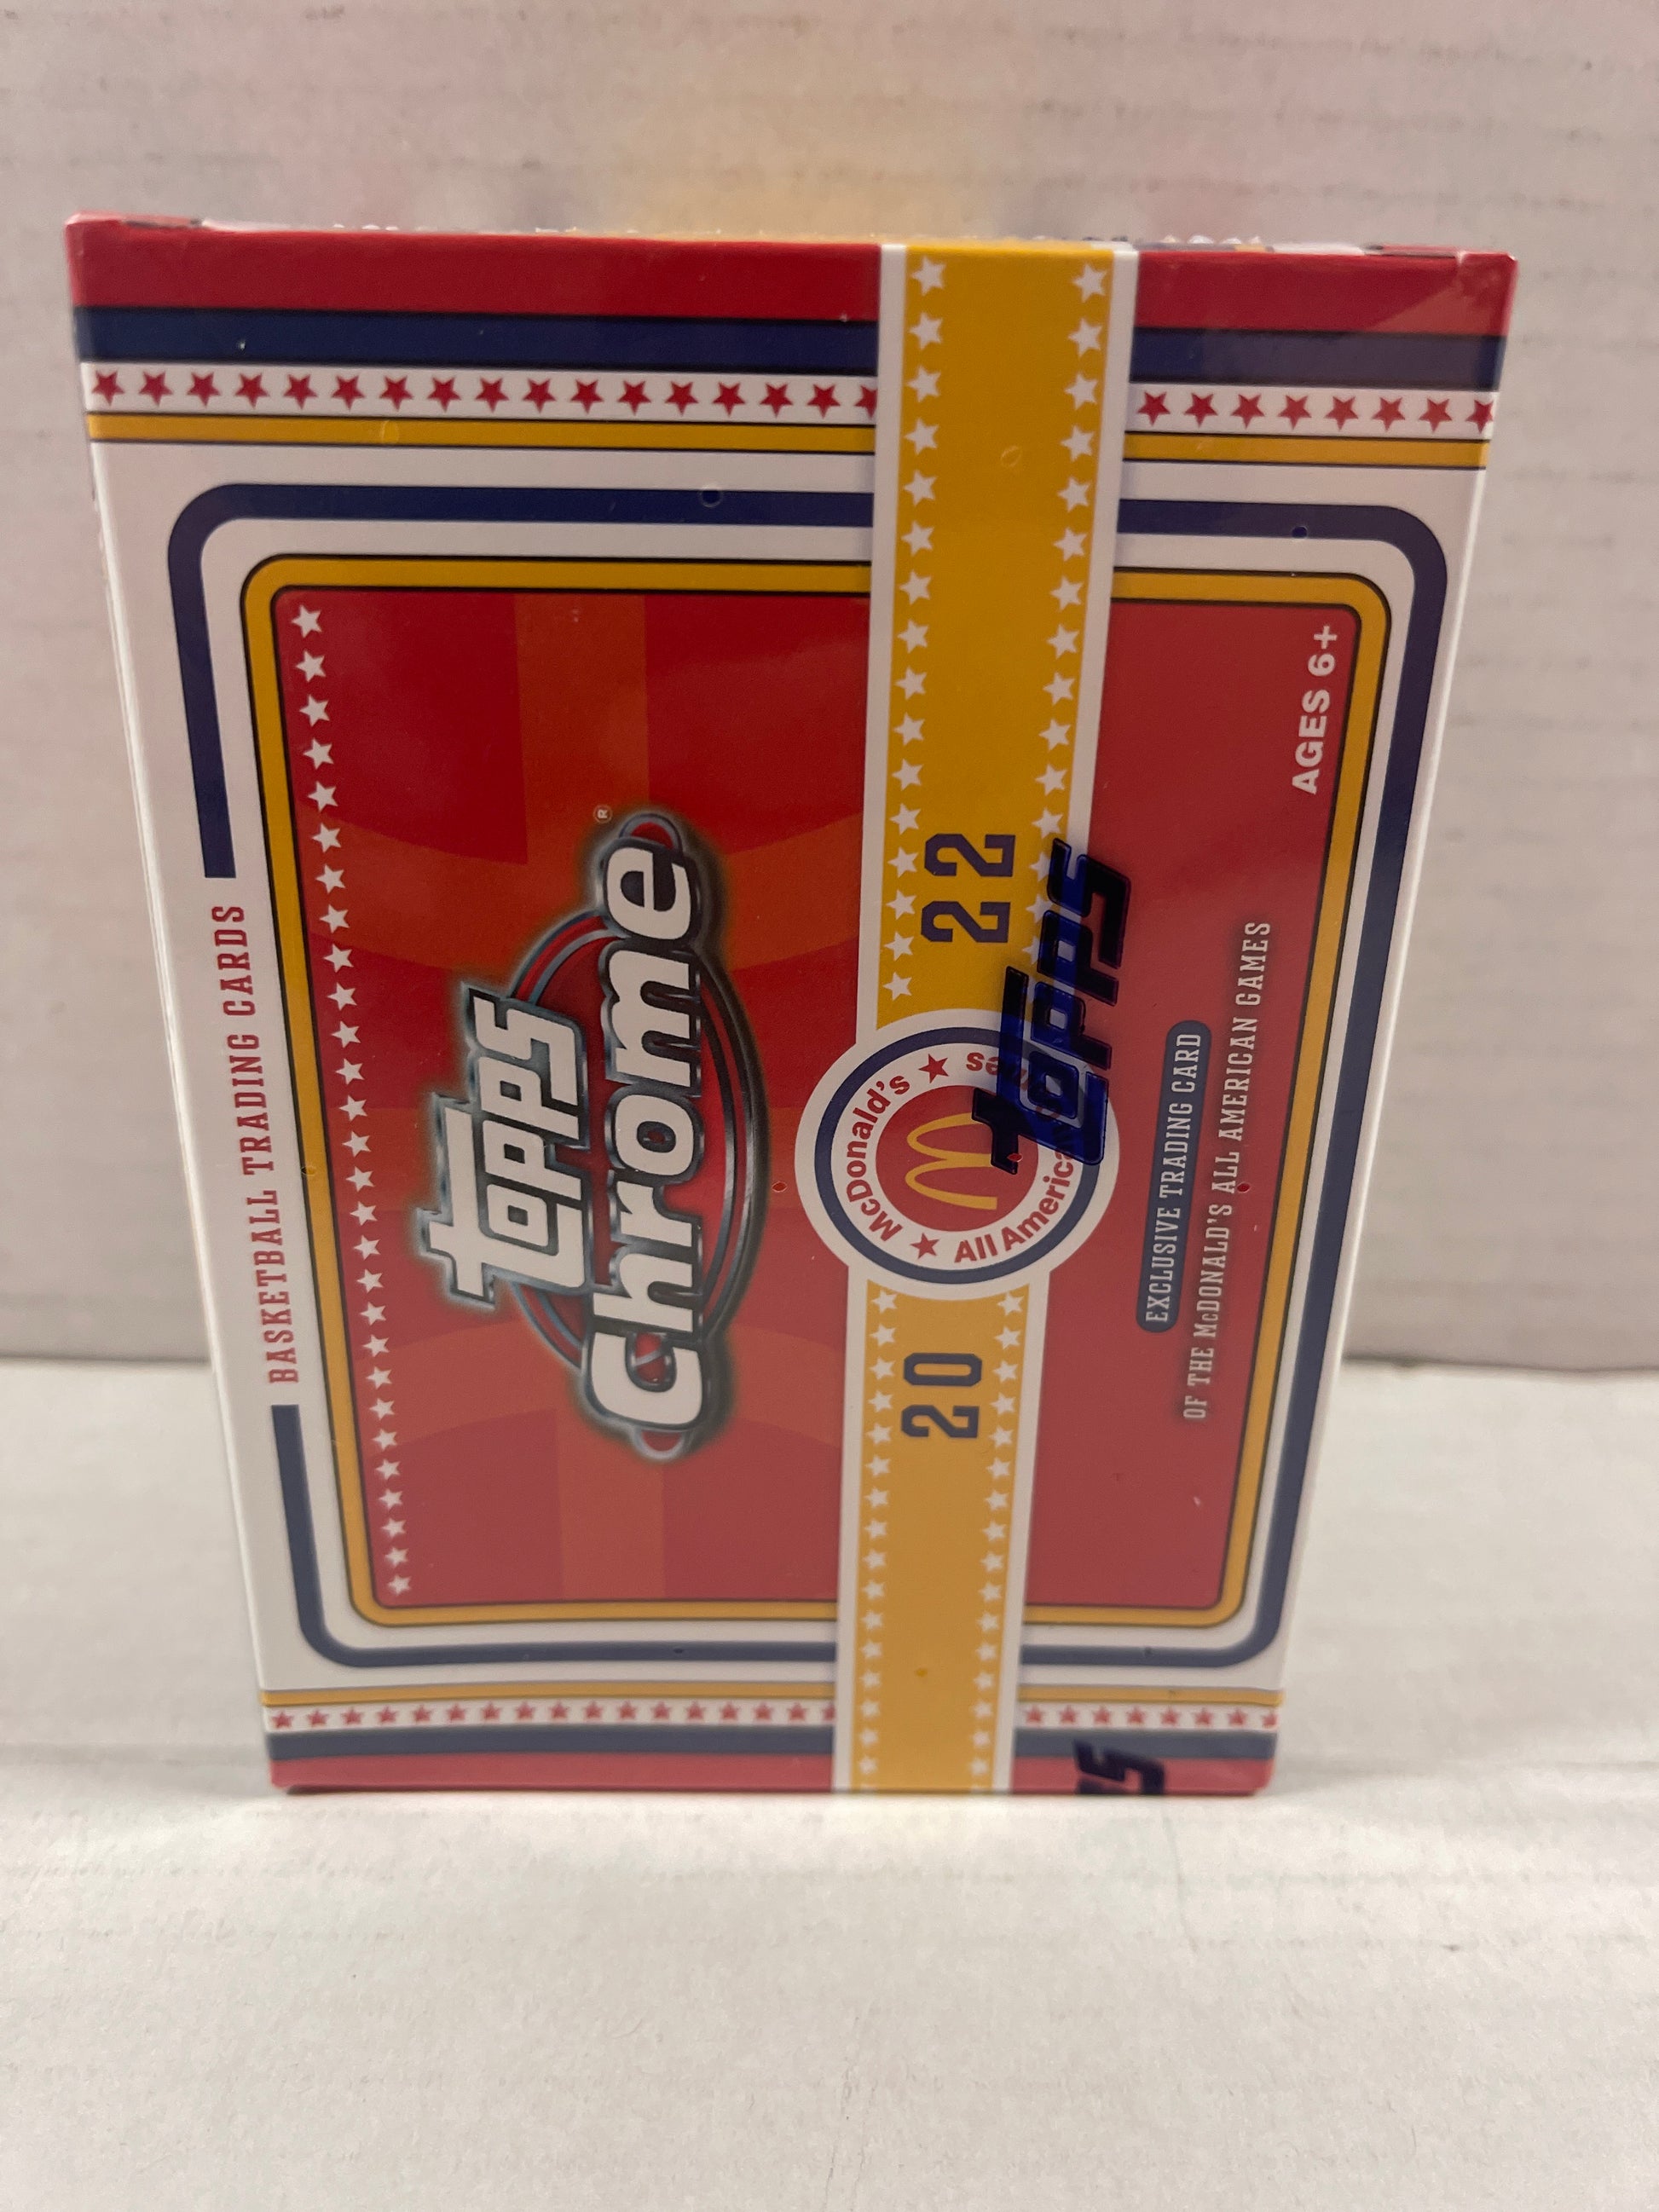 BASKETBALL TRADING CARDS
topps
Chrome
®
20 22
McDonald's
All American Games
topps
EXCLUSIVE TRADING CARD
OF THE McDONALD'S ALL AMERICAN GAMES
AGES 6+